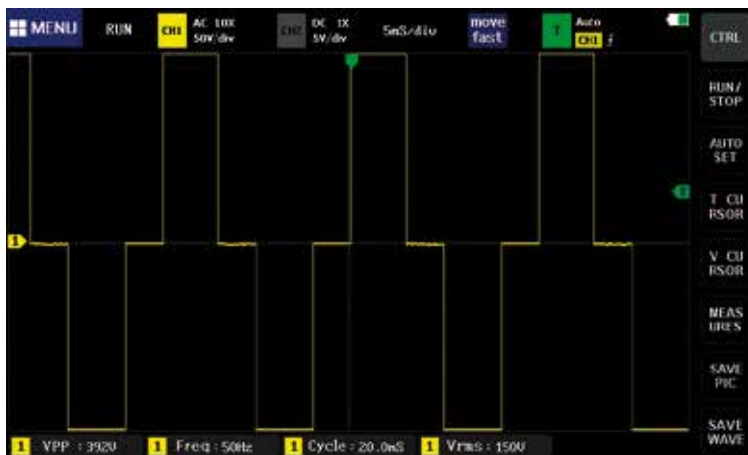 MENU RUN CH1 AC 10X 50V/div CH2 DC 1X 5V/div 5mS/div move fast T Auto CH1
CTRL
RUN/
STOP
AUTO
SET
T CU
RSOR
1
V CU
RSOR
MEAS
URES
SAVE
PIC
SAVE
WAVE
1 VPP : 392V 1 Freq : 50Hz 1 Cycle : 20.0mS 1 Vrms : 150V